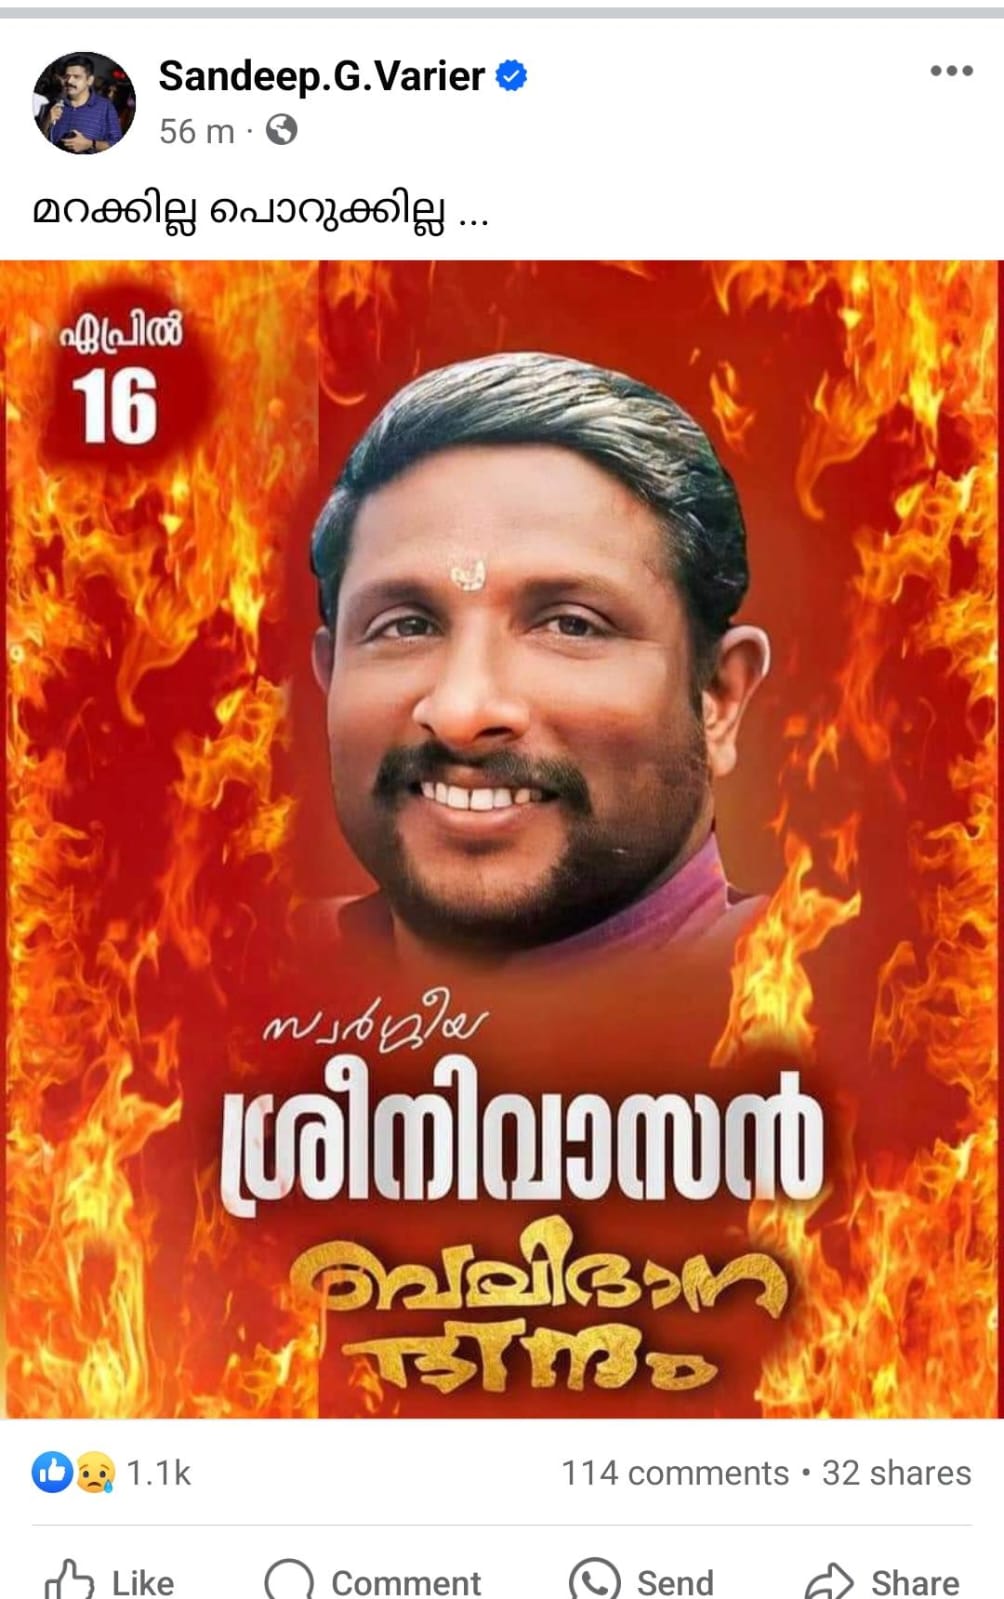 Sandeep.G.Varier
56 m ·
മറക്കില്ല പൊറുക്കില്ല ...
ഏപ്രിൽ
16
സ്വർഗ്ഗീയ
ശ്രീനിവാസൻ
ബലിദാന
ദിനം
1.1k 114 comments • 32 shares
Like Comment Send Share